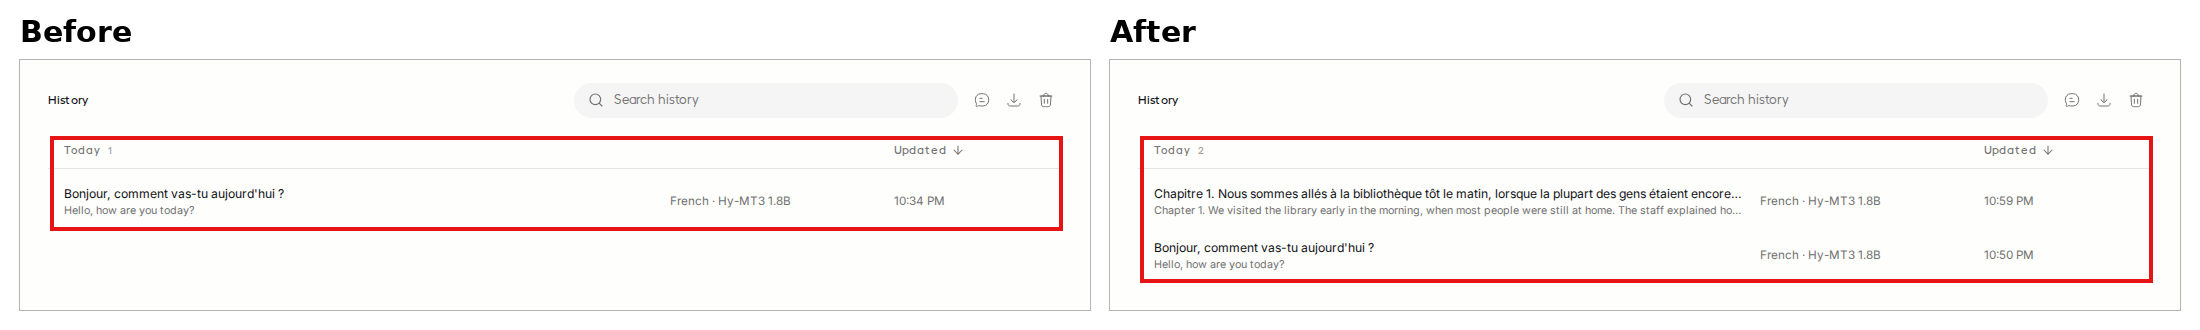 Before
History
Search history
Today 1
Updated
Bonjour, comment vas-tu aujourd'hui ?
Hello, how are you today?
French · Hy-MT3 1.8B
10:34 PM
After
History
Search history
Today 2
Updated
Chapitre 1. Nous sommes allés à la bibliothèque tôt le matin, lorsque la plupart des gens étaient encore...
Chapter 1. We visited the library early in the morning, when most people were still at home. The staff explained ho...
French · Hy-MT3 1.8B
10:59 PM
Bonjour, comment vas-tu aujourd'hui ?
Hello, how are you today?
French · Hy-MT3 1.8B
10:50 PM